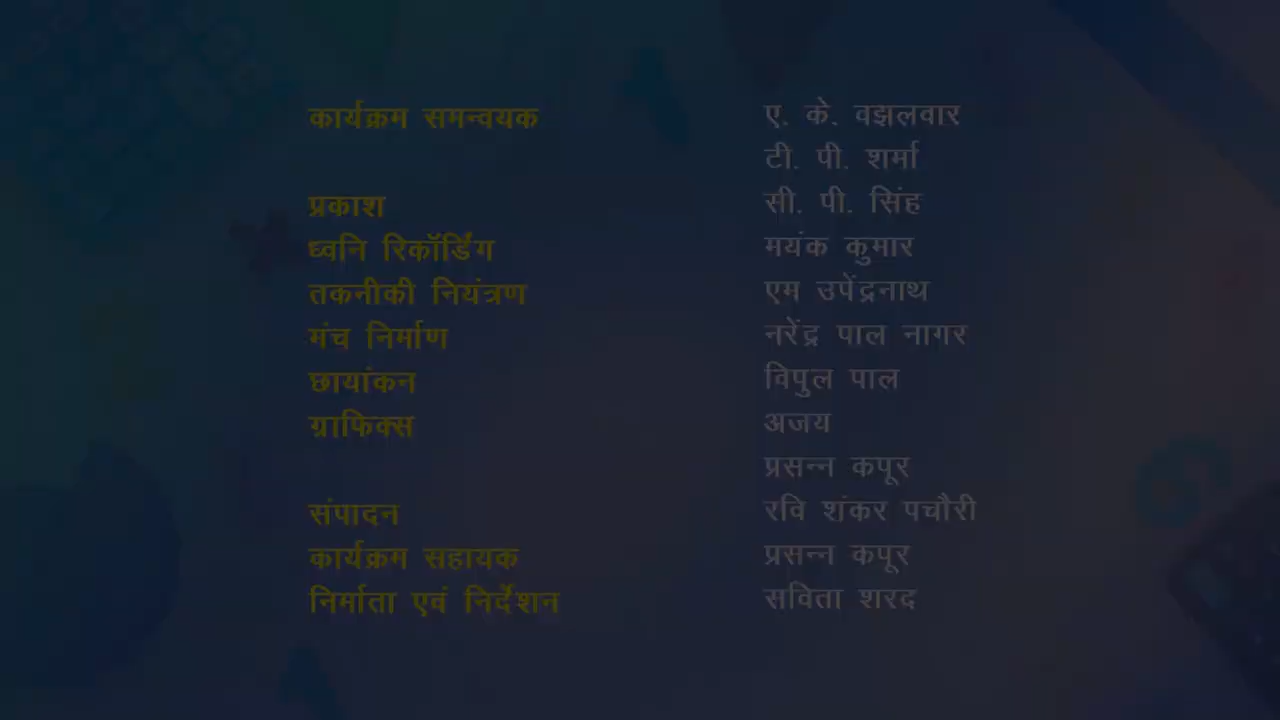 कार्यक्रम समन्वयक ए. के. वझलवार
टी. पी. शर्मा
प्रकाश सी. पी. सिंह
ध्वनि रिकॉर्डिंग मयंक कुमार
तकनीकी नियंत्रण एम उपेंद्रनाथ
मंच निर्माण नरेंद्र पाल नागर
छायांकन विपुल पाल
ग्राफिक्स अजय
प्रसन्न कपूर
संपादन रवि शंकर पचौरी
कार्यक्रम सहायक प्रसन्न कपूर
निर्माता एवं निर्देशन सविता शरद